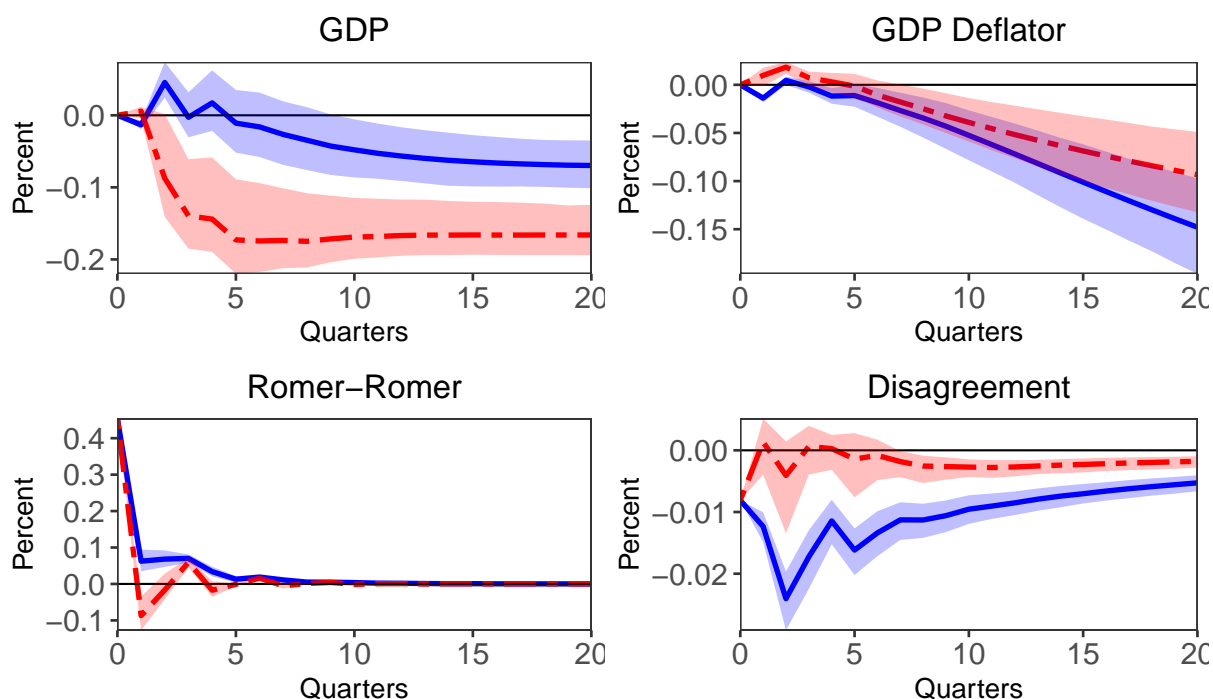 GDP
Percent
0.0
−0.1
−0.2
0 5 10 15 20
Quarters
GDP Deflator
Percent
0.00
−0.05
−0.10
−0.15
0 5 10 15 20
Quarters
Romer−Romer
Percent
0.4
0.3
0.2
0.1
0.0
−0.1
0 5 10 15 20
Quarters
Disagreement
Percent
0.00
−0.01
−0.02
0 5 10 15 20
Quarters